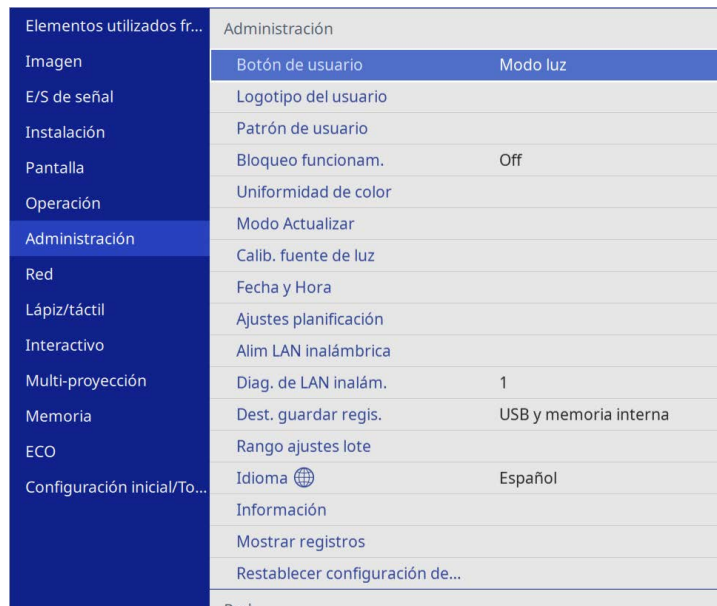 Elementos utilizados fr...
Imagen
E/S de señal
Instalación
Pantalla
Operación
Administración
Red
Lápiz/táctil
Interactivo
Multi-proyección
Memoria
ECO
Configuración inicial/To...
Administración
Botón de usuario Modo luz
Logotipo del usuario
Patrón de usuario
Bloqueo funcionam. Off
Uniformidad de color
Modo Actualizar
Calib. fuente de luz
Fecha y Hora
Ajustes planificación
Alim LAN inalámbrica
Diag. de LAN inalám. 1
Dest. guardar regis. USB y memoria interna
Rango ajustes lote
Idioma Español
Información
Mostrar registros
Restablecer configuración de...